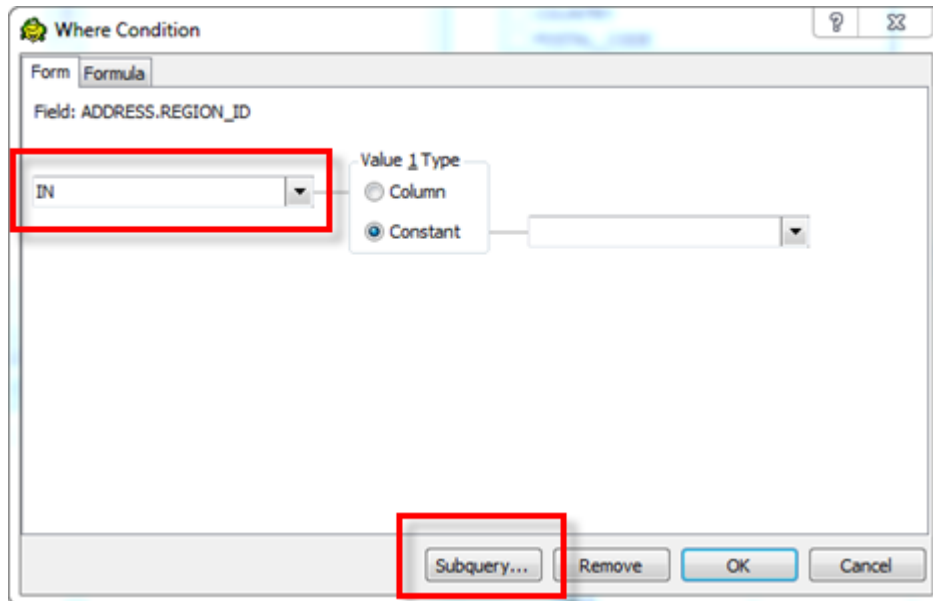 Where Condition
Form Formula
Field: ADDRESS.REGION_ID
Value 1 Type
IN
Column
Constant
Subquery... Remove OK Cancel